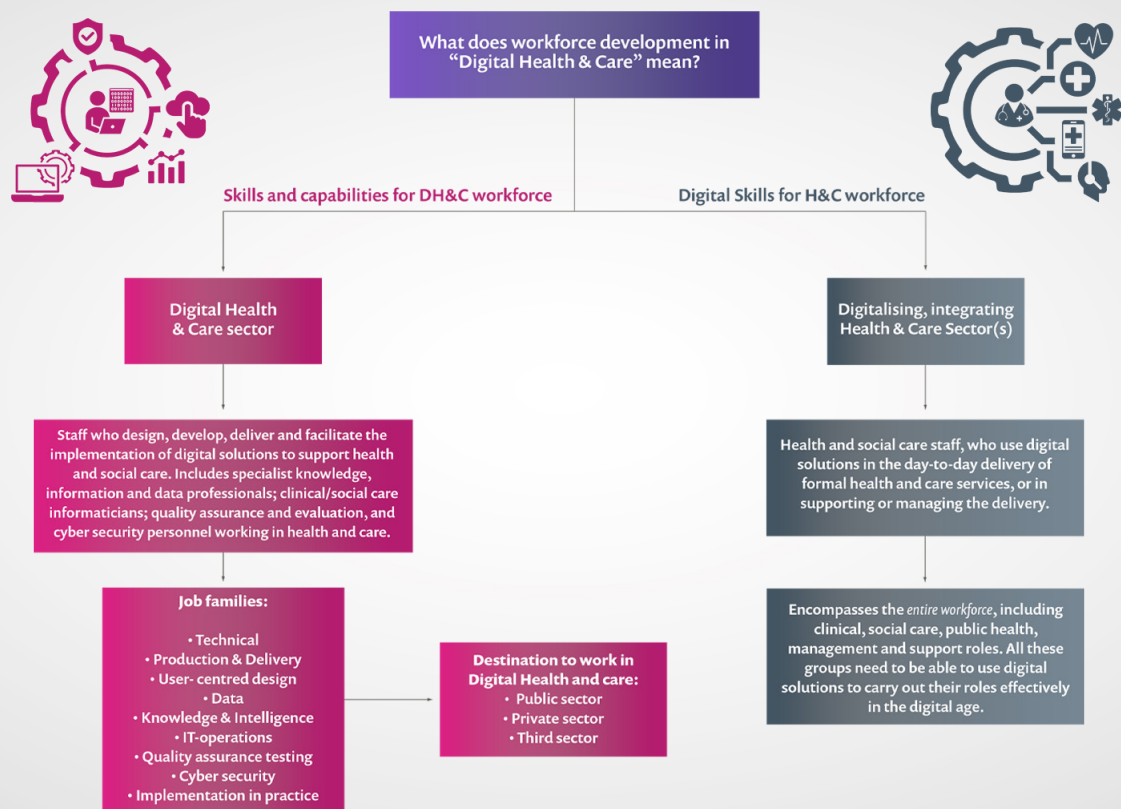 What does workforce development in
“Digital Health & Care” mean?
Skills and capabilities for DH&C workforce
Digital Skills for H&C workforce
Digital Health
& Care sector
Digitalising, integrating
Health & Care Sector(s)
Staff who design, develop, deliver and facilitate the
implementation of digital solutions to support health
and social care. Includes specialist knowledge,
information and data professionals; clinical/social care
informaticians; quality assurance and evaluation, and
cyber security personnel working in health and care.
Health and social care staff, who use digital
solutions in the day-to-day delivery of
formal health and care services, or in
supporting or managing the delivery.
Job families:
• Technical
• Production & Delivery
• User- centred design
• Data
• Knowledge & Intelligence
• IT-operations
• Quality assurance testing
• Cyber security
• Implementation in practice
Destination to work in
Digital Health and care:
• Public sector
• Private sector
• Third sector
Encompasses the entire workforce, including
clinical, social care, public health,
management and support roles. All these
groups need to be able to use digital
solutions to carry out their roles effectively
in the digital age.